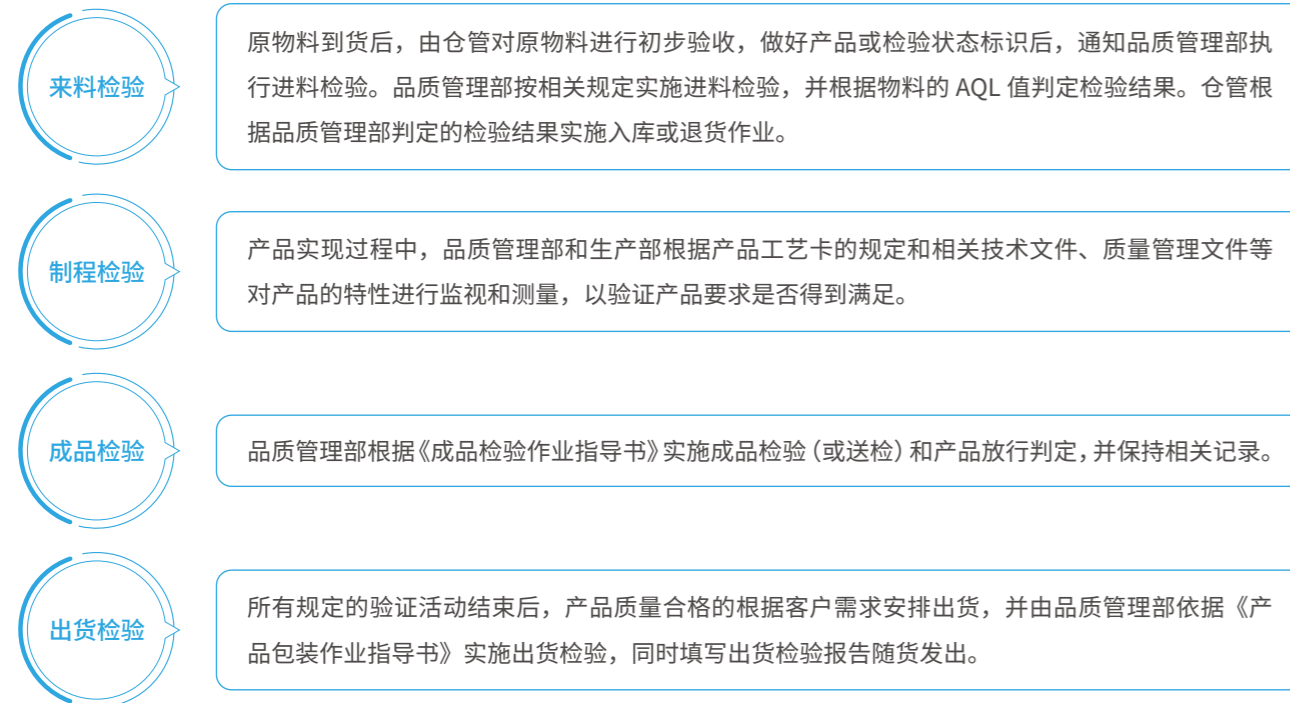 来料检验
原物料到货后，由仓管对原物料进行初步验收，做好产品或检验状态标识后，通知品质管理部执
行进料检验。品质管理部按相关规定实施进料检验，并根据物料的 AQL 值判定检验结果。仓管根
据品质管理部判定的检验结果实施入库或退货作业。
制程检验
产品实现过程中，品质管理部和生产部根据产品工艺卡的规定和相关技术文件、质量管理文件等
对产品的特性进行监视和测量，以验证产品要求是否得到满足。
成品检验
品质管理部根据《成品检验作业指导书》实施成品检验（或送检）和产品放行判定，并保持相关记录。
出货检验
所有规定的验证活动结束后，产品质量合格的根据客户需求安排出货，并由品质管理部依据《产
品包装作业指导书》实施出货检验，同时填写出货检验报告随货发出。